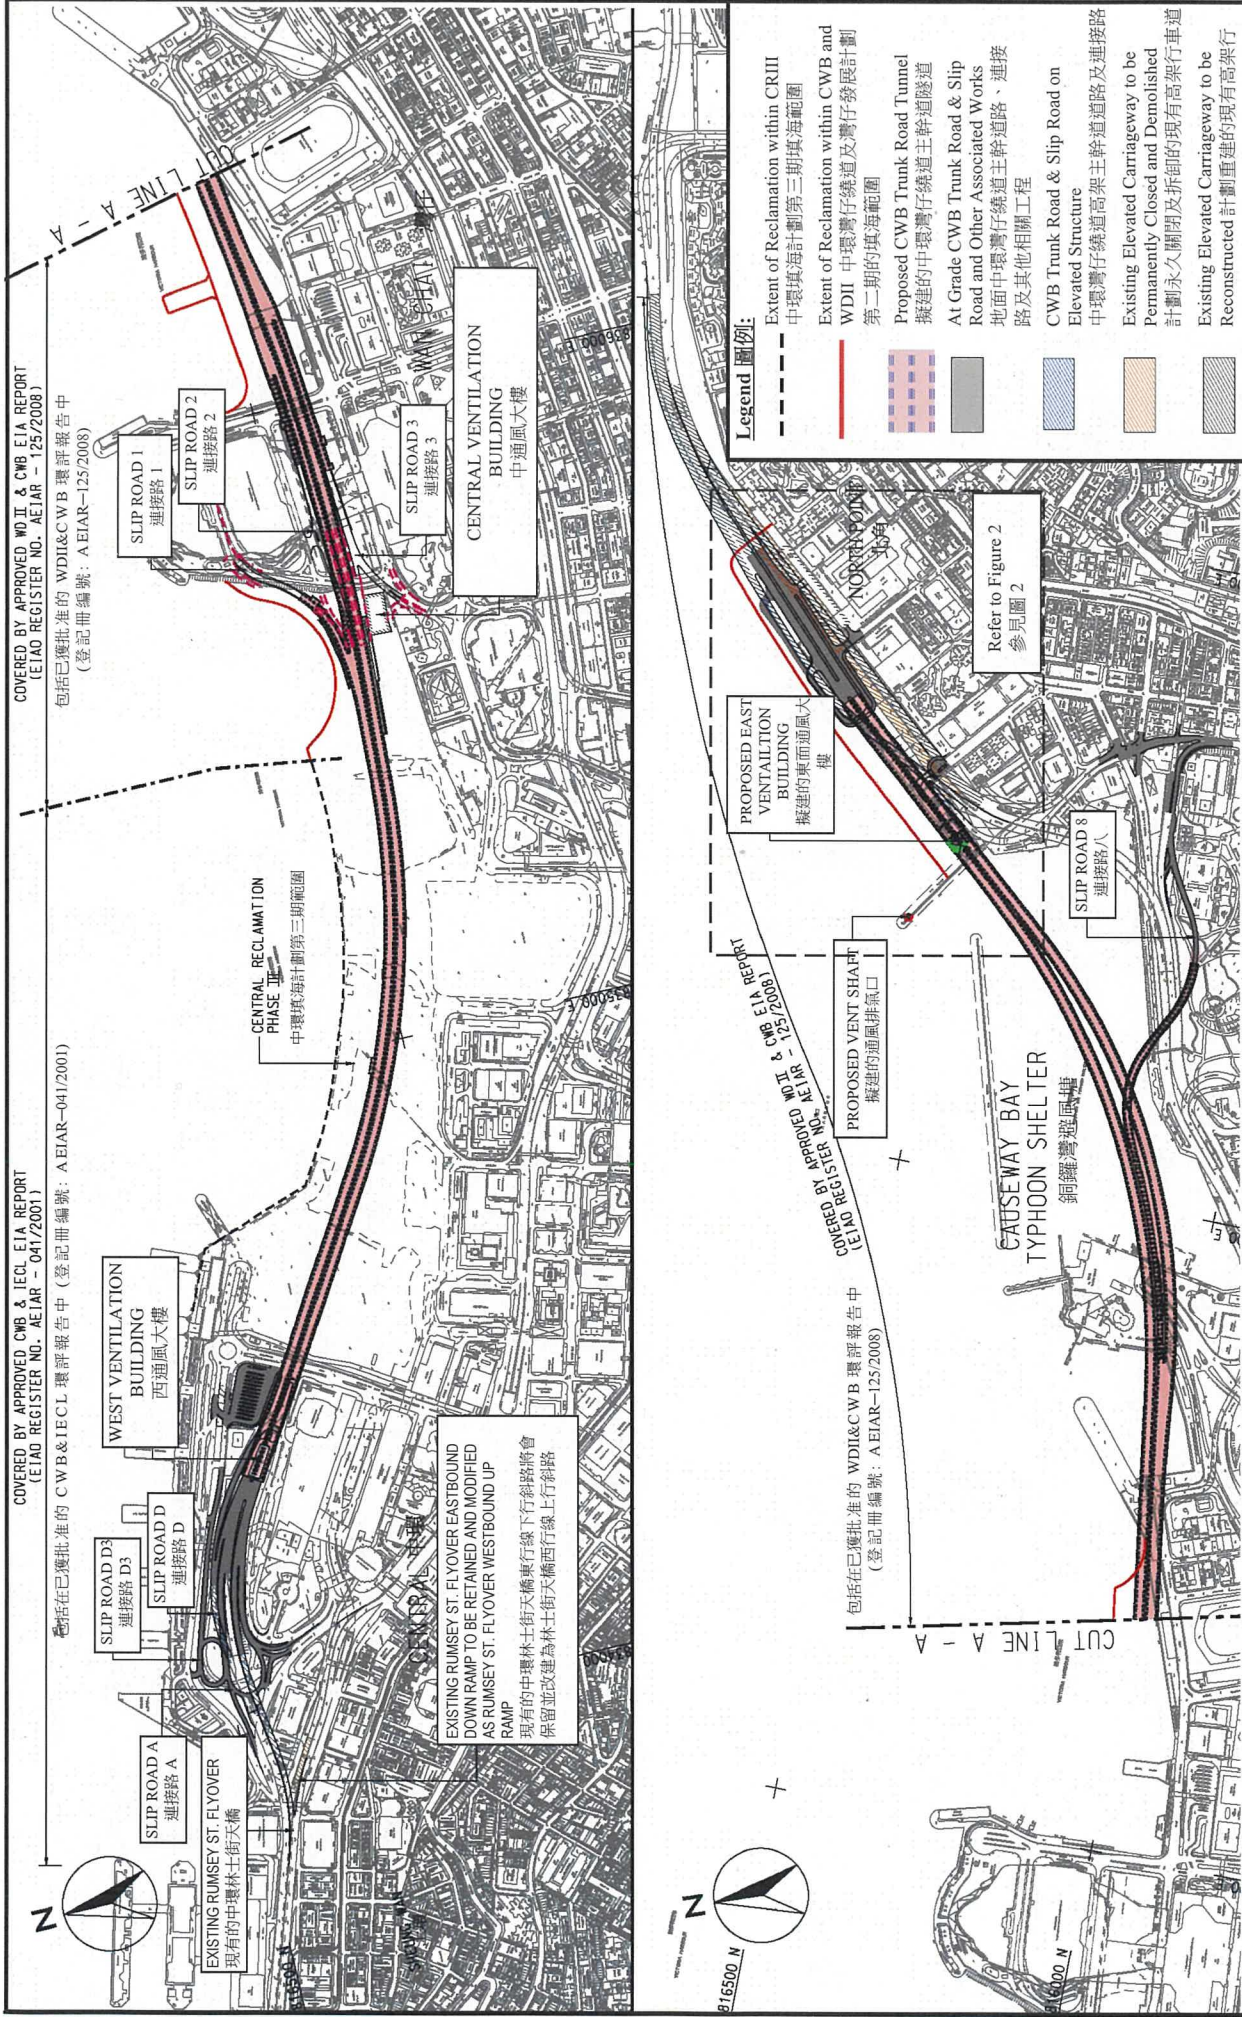 COVERED BY APPROVED CWB & IECL EIA REPORT
(EIAO REGISTER NO. AEIAR - 041/2001)
包括在已獲批准的 CWB&IECL 環評報告中 (登記冊編號: AEIAR—041/2001)
COVERED BY APPROVED WDII & CWB EIA REPORT
(EIAO REGISTER NO. AEIAR - 125/2008)
包括已獲批准的 WDII&CWB 環評報告中
(登記冊編號: AEIAR—125/2008)
CUT LINE A - A
N
SLIP ROAD D3
連接路 D3
SLIP ROAD D
連接路 D
WEST VENTILATION
BUILDING
西通風大樓
SLIP ROAD A
連接路 A
EXISTING RUMSEY ST. FLYOVER
現有的中環林士街天橋
EXISTING RUMSEY ST. FLYOVER EASTBOUND
DOWN RAMP TO BE RETAINED AND MODIFIED
AS RUMSEY ST. FLYOVER WESTBOUND UP
RAMP
現有的中環林士街天橋東行線下行斜路將會
保留並改建為林士街天橋西行線上行斜路
CENTRAL 中環
SHEUNG WAN
816500 N
834000
835000 E
836000 E
CENTRAL RECLAMATION
PHASE III
中環填海計劃第三期範圍
SLIP ROAD 1
連接路 1
SLIP ROAD 2
連接路 2
SLIP ROAD 3
連接路 3
CENTRAL VENTILATION
BUILDING
中通風大樓
WAN CHAI 灣仔
N
816500 N
816000 N
CUT LINE A - A
包括在已獲批准的 WDII&CWB 環評報告中
(登記冊編號: AEIAR—125/2008)
COVERED BY APPROVED WDII & CWB EIA REPORT
(EIAO REGISTER NO. AEIAR - 125/2008)
PROPOSED VENT SHAFT
擬建的通風排氣口
PROPOSED EAST
VENTAILTION
BUILDING
擬建的東面通風大
樓
CAUSEWAY BAY
TYPHOON SHELTER
銅鑼灣避風塘
SLIP ROAD 8
連接路八
NORTH POINT
北角
Refer to Figure 2
參見圖 2
Legend 圖例:
Extent of Reclamation within CRIII
中環填海計劃第三期填海範圍
Extent of Reclamation within CWB and
WDII 中環灣仔繞道及灣仔發展計劃
第二期的填海範圍
Proposed CWB Trunk Road Tunnel
擬建的中環灣仔繞道主幹道隧道
At Grade CWB Trunk Road & Slip
Road and Other Associated Works
地面中環灣仔繞道主幹道路、連接
路及其他相關工程
CWB Trunk Road & Slip Road on
Elevated Structure
中環灣仔繞道高架主幹道道路及連接路
Existing Elevated Carriageway to be
Permanently Closed and Demolished
計劃永久關閉及拆卸的現有高架行車道
Existing Elevated Carriageway to be
Reconstructed 計劃重建的現有高架行